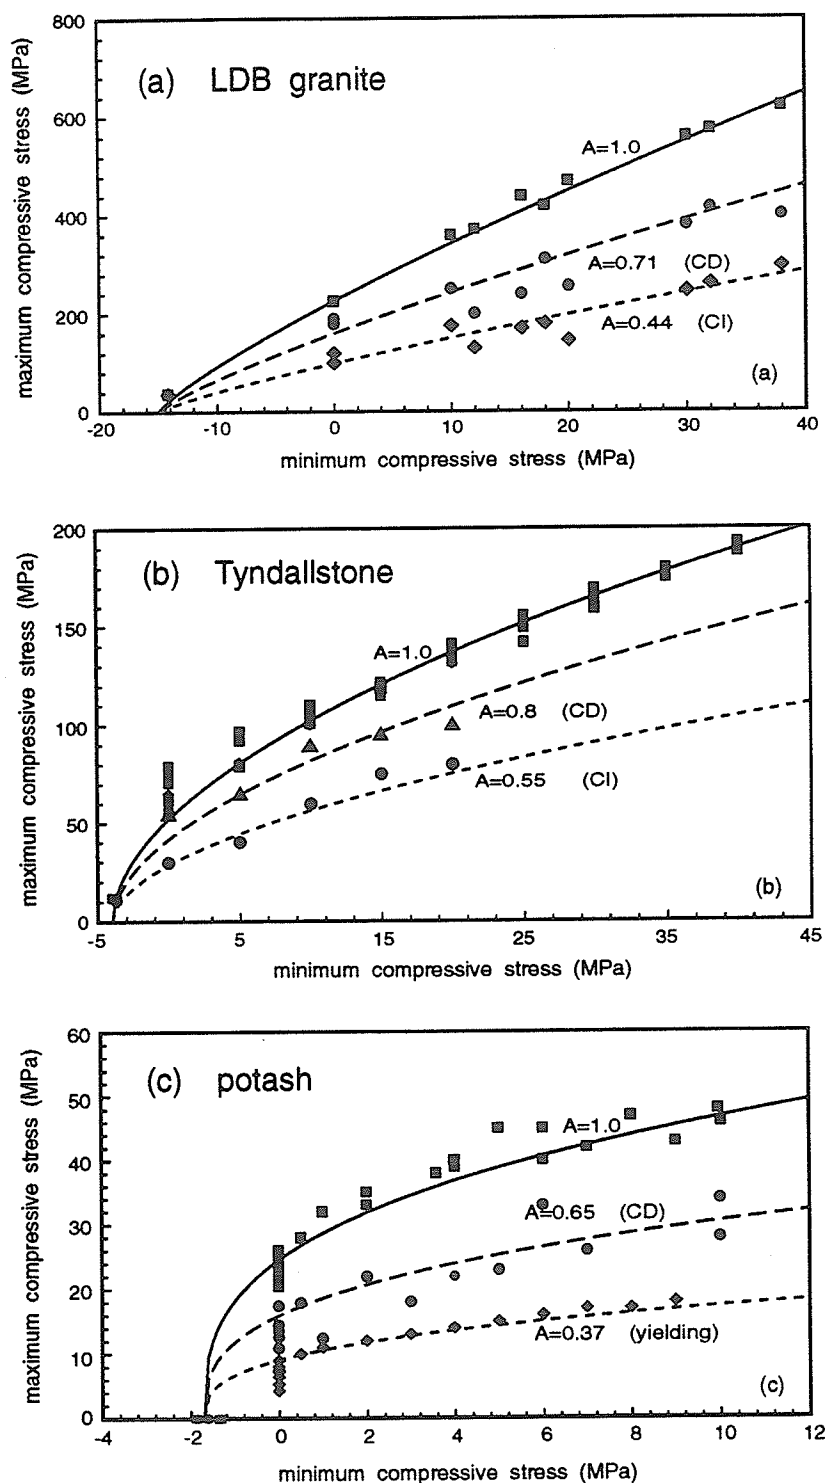 800
(a) LDB granite
600
A=1.0
400
A=0.71 (CD)
200
A=0.44 (CI)
(a)
0
-20 -10 0 10 20 30 40
minimum compressive stress (MPa)
maximum compressive stress (MPa)
200
(b) Tyndallstone
150
A=1.0
100
A=0.8 (CD)
A=0.55 (CI)
50
(b)
0
-5 5 15 25 35 45
minimum compressive stress (MPa)
maximum compressive stress (MPa)
60
(c) potash
50
A=1.0
40
30
A=0.65 (CD)
20
A=0.37 (yielding)
10
(c)
0
-4 -2 0 2 4 6 8 10 12
minimum compressive stress (MPa)
maximum compressive stress (MPa)